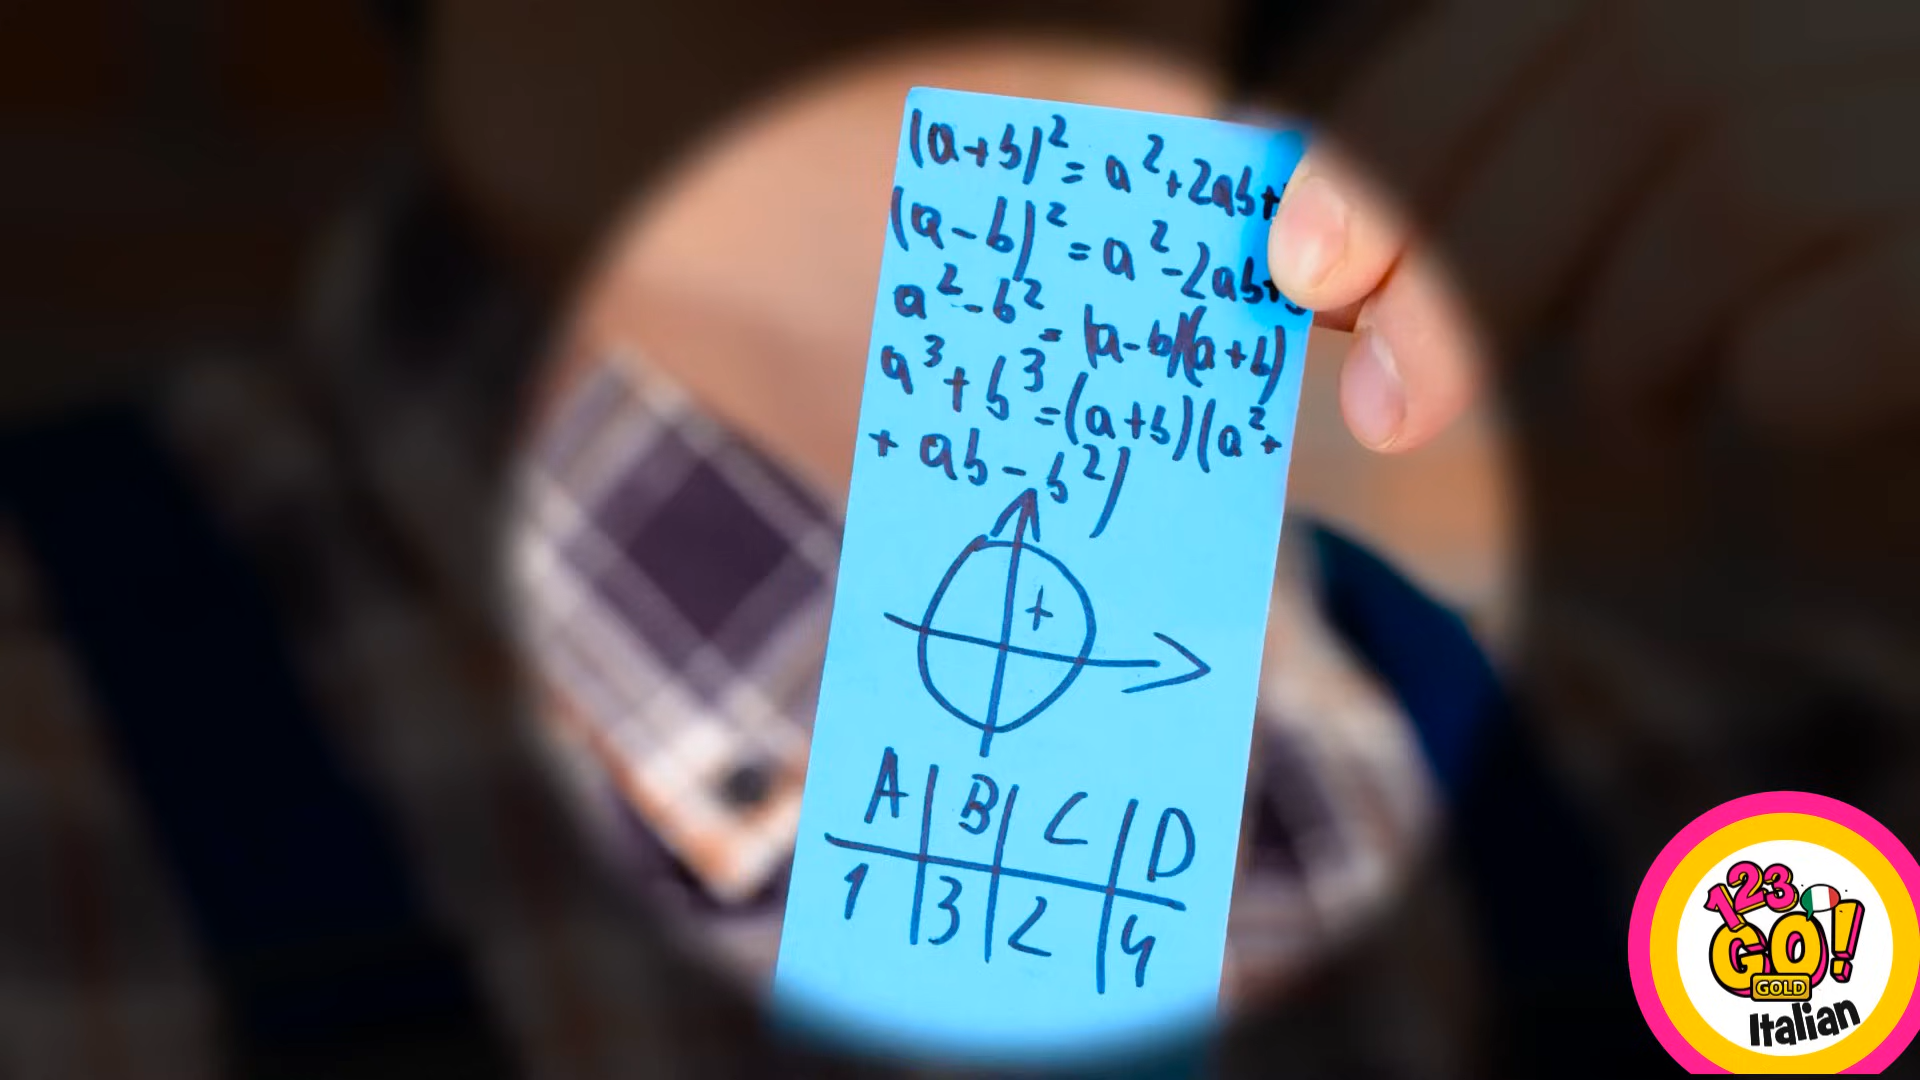 (a+b)²= a²+2ab+
(a-b)²= a²-2ab+
a²-b² = (a-b)(a+b)
a³+b³=(a+b)(a²+
+ ab-b²)
+
A B C D
1 3 2 4
123
GO!
GOLD
Italian